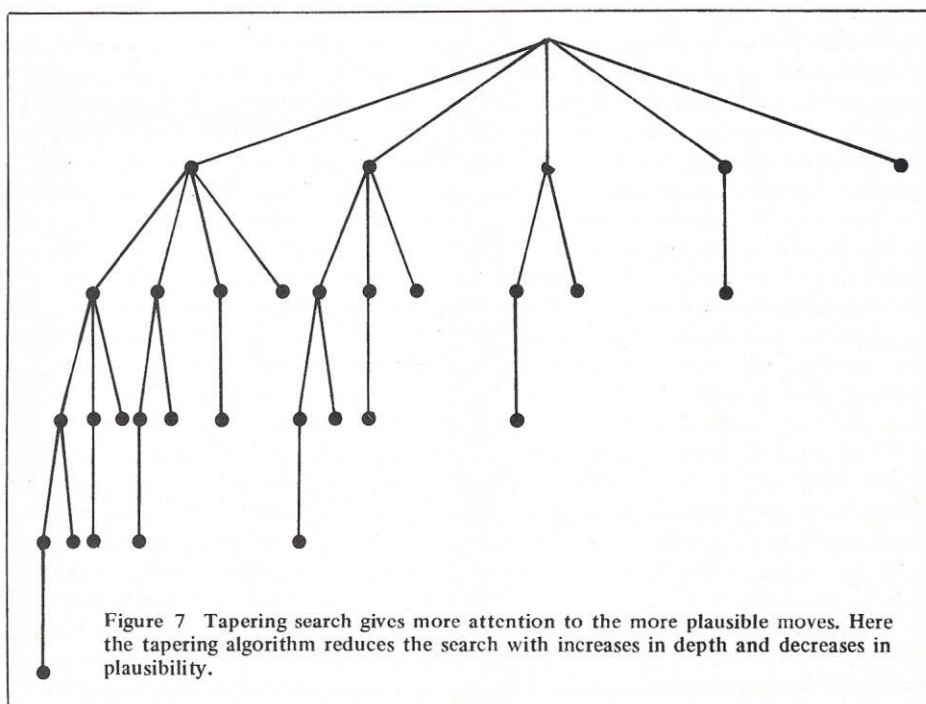 Figure 7 Tapering search gives more attention to the more plausible moves. Here
the tapering algorithm reduces the search with increases in depth and decreases in
plausibility.